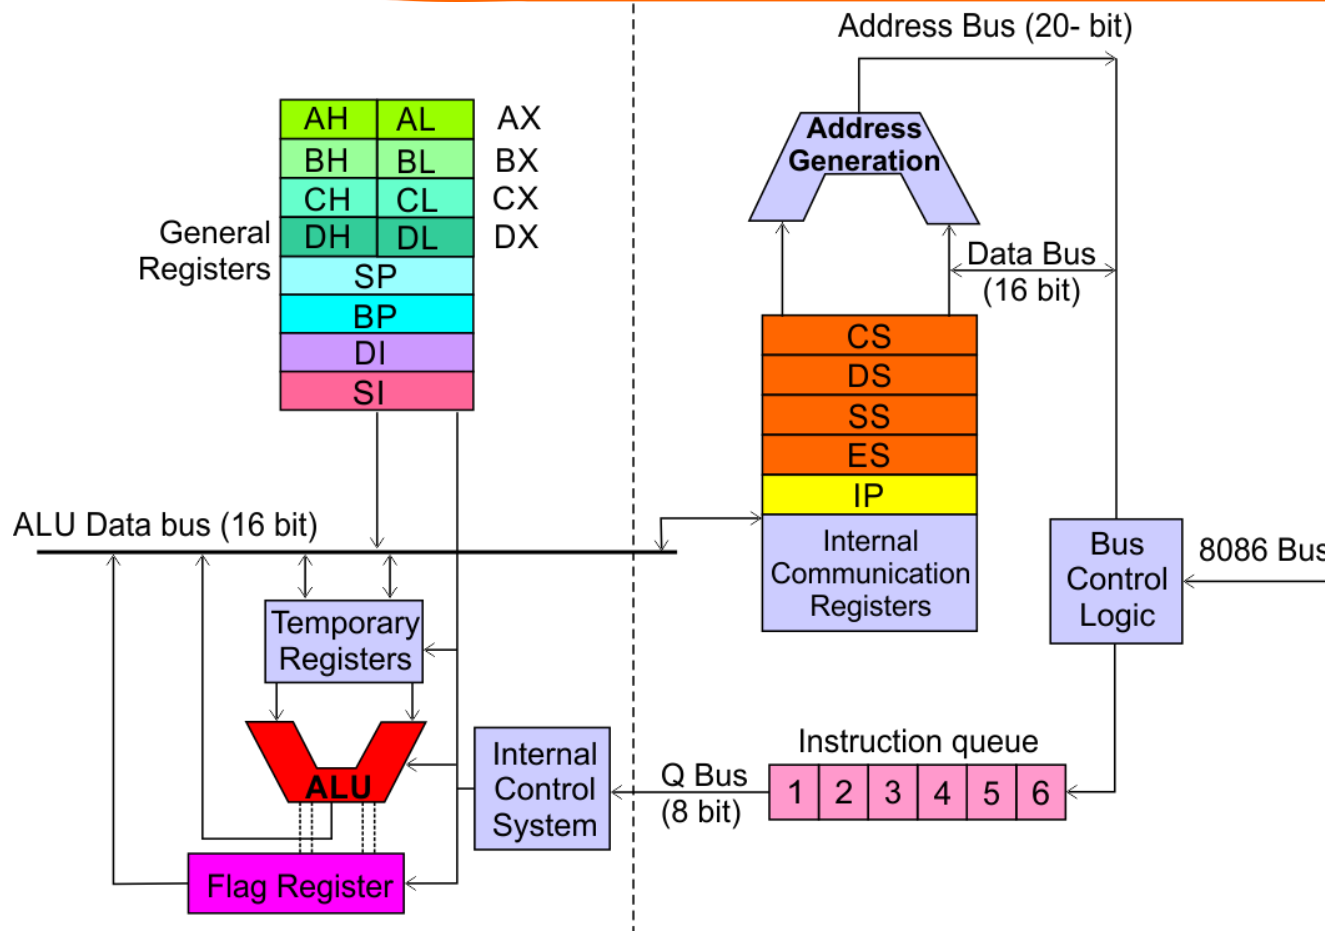 Address Bus (20- bit)
AH AL AX
BH BL BX
CH CL CX
DH DL DX
General
Registers
SP
BP
DI
SI
Address
Generation
Data Bus
(16 bit)
CS
DS
SS
ES
IP
Internal
Communication
Registers
ALU Data bus (16 bit)
Bus
Control
Logic
8086 Bus
Temporary
Registers
ALU
Internal
Control
System
Q Bus
(8 bit)
Instruction queue
1 2 3 4 5 6
Flag Register